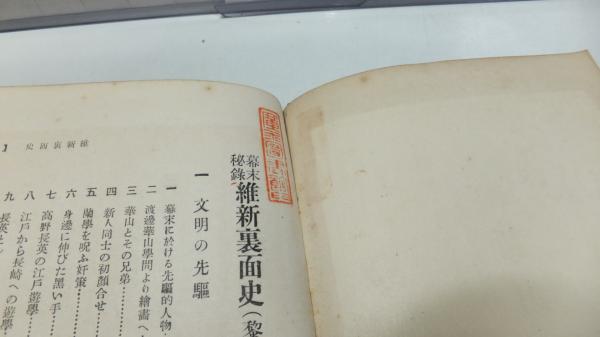 幕末
秘錄
維新裏面史(黎
一 文明の先驅
一 幕末に於ける先驅的人物
二 渡邊華山學問より繪畫へ
三 華山とその兄弟
四 新人同士の初顏合せ
五 蘭學を呪ふ奸策
六 身邊に伸びた黑い手
七 高野長英の江戸遊學
八 江戸から長崎への遊學
九 長英と
維新裏面史